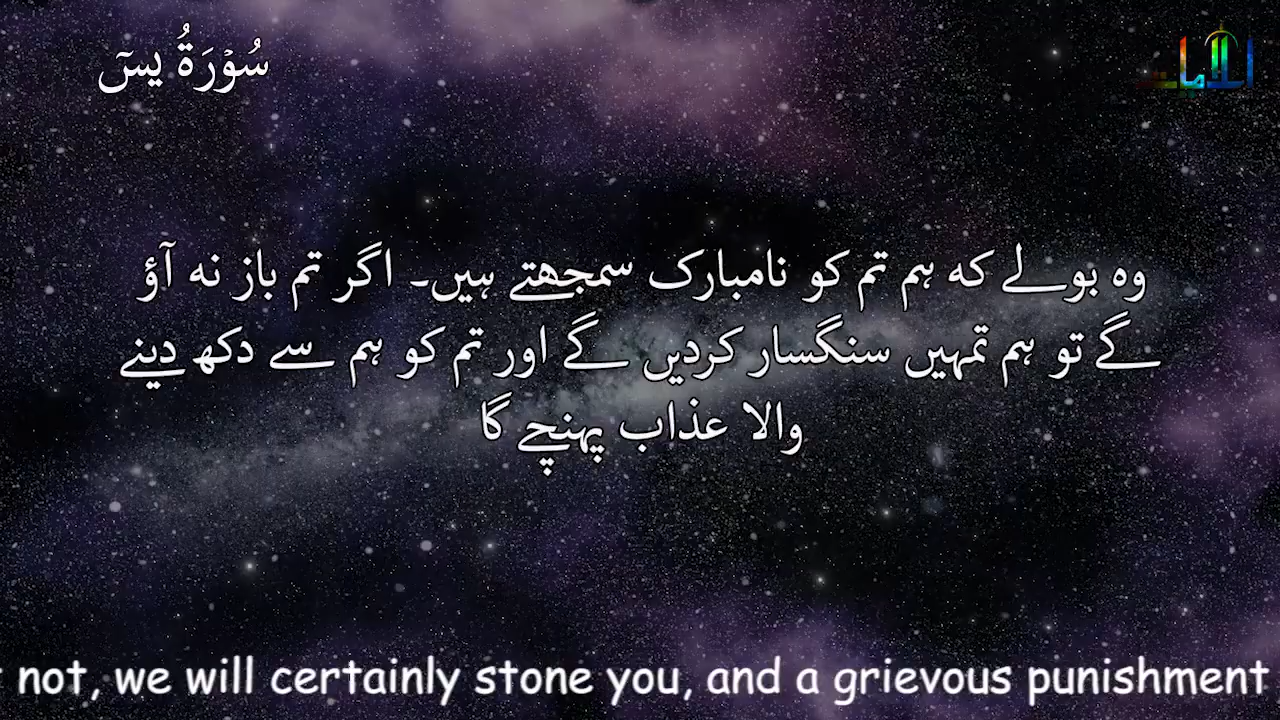 سُوۡرَةُ يسٓ
وہ بولے کہ ہم تم کو نامبارک سمجھتے ہیں۔ اگر تم باز نہ آؤ
گے تو ہم تمہیں سنگسار کردیں گے اور تم کو ہم سے دکھ دینے
والا عذاب پہنچے گا
not, we will certainly stone you, and a grievous punishment